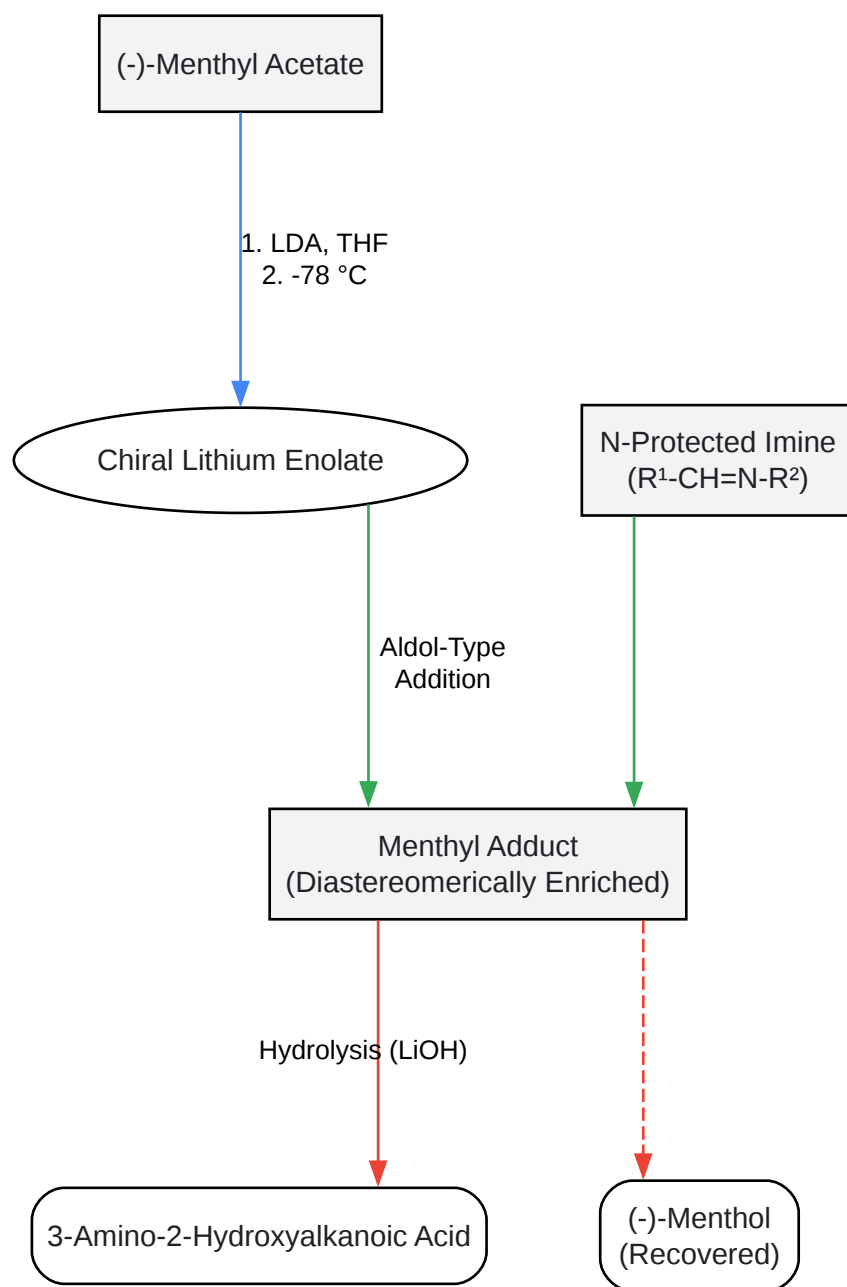 (-)-Menthyl Acetate
1. LDA, THF
2. -78 °C
Chiral Lithium Enolate
N-Protected Imine
(R¹-CH=N-R²)
Aldol-Type
Addition
Menthyl Adduct
(Diastereomerically Enriched)
Hydrolysis (LiOH)
3-Amino-2-Hydroxyalkanoic Acid
(-)-Menthol
(Recovered)